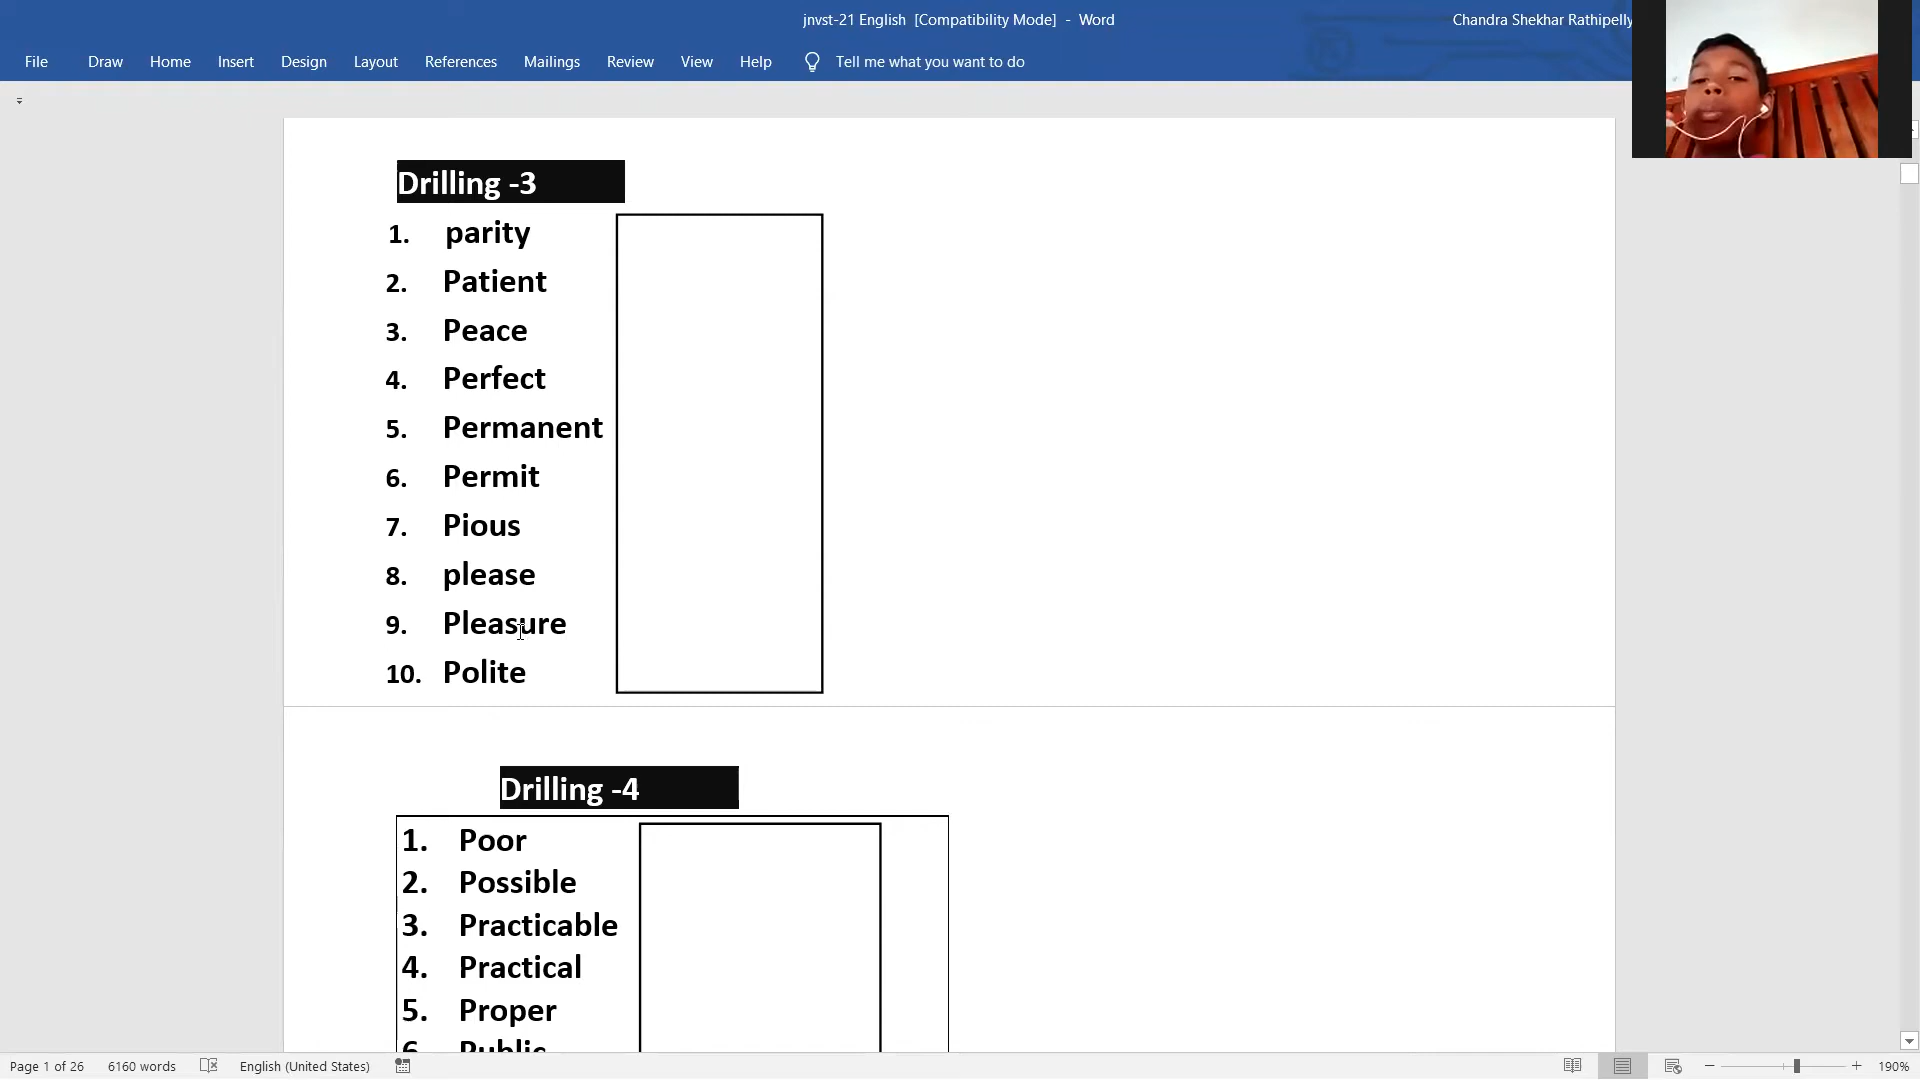 jnvst-21 English [Compatibility Mode] - Word
Chandra Shekhar Rathipelly
File Draw Home Insert Design Layout References Mailings Review View Help Tell me what you want to do
Drilling -3
1. parity
2. Patient
3. Peace
4. Perfect
5. Permanent
6. Permit
7. Pious
8. please
9. Pleasure
10. Polite
Drilling -4
1. Poor
2. Possible
3. Practicable
4. Practical
5. Proper
6. Public
Page 1 of 26 6160 words English (United States) 190%